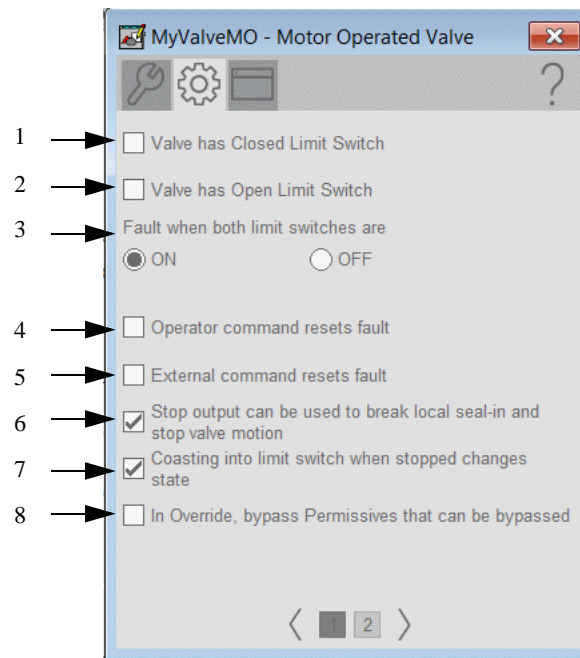 MyValveMO - Motor Operated Valve
?
1 Valve has Closed Limit Switch
2 Valve has Open Limit Switch
3 Fault when both limit switches are
ON OFF
4 Operator command resets fault
5 External command resets fault
6 Stop output can be used to break local seal-in and
stop valve motion
7 Coasting into limit switch when stopped changes
state
8 In Override, bypass Permissives that can be bypassed
1 2